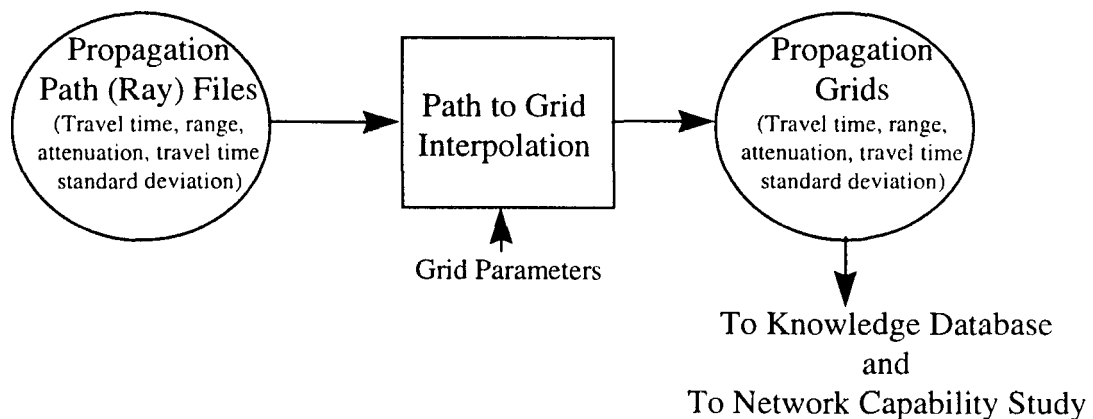 Propagation
Path (Ray) Files
(Travel time, range,
attenuation, travel time
standard deviation)
Path to Grid
Interpolation
Grid Parameters
Propagation
Grids
(Travel time, range,
attenuation, travel time
standard deviation)
To Knowledge Database
and
To Network Capability Study